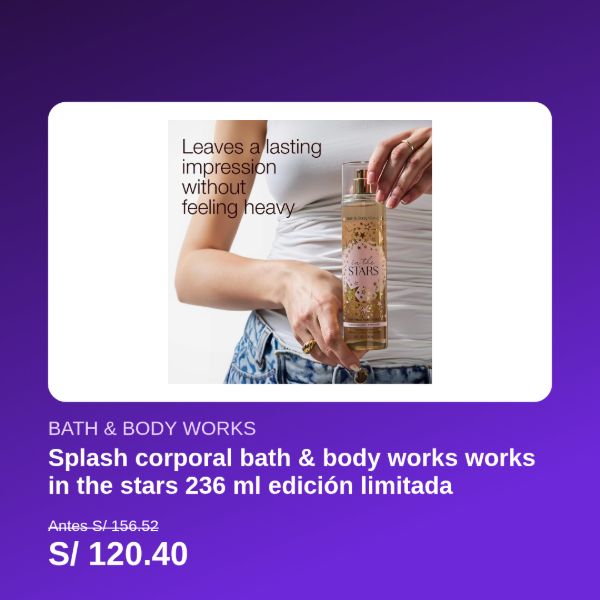 Leaves a lasting
impression
without
feeling heavy
in the
STARS
BATH & BODY WORKS
Splash corporal bath & body works works
in the stars 236 ml edición limitada
Antes S/ 156.52
S/ 120.40